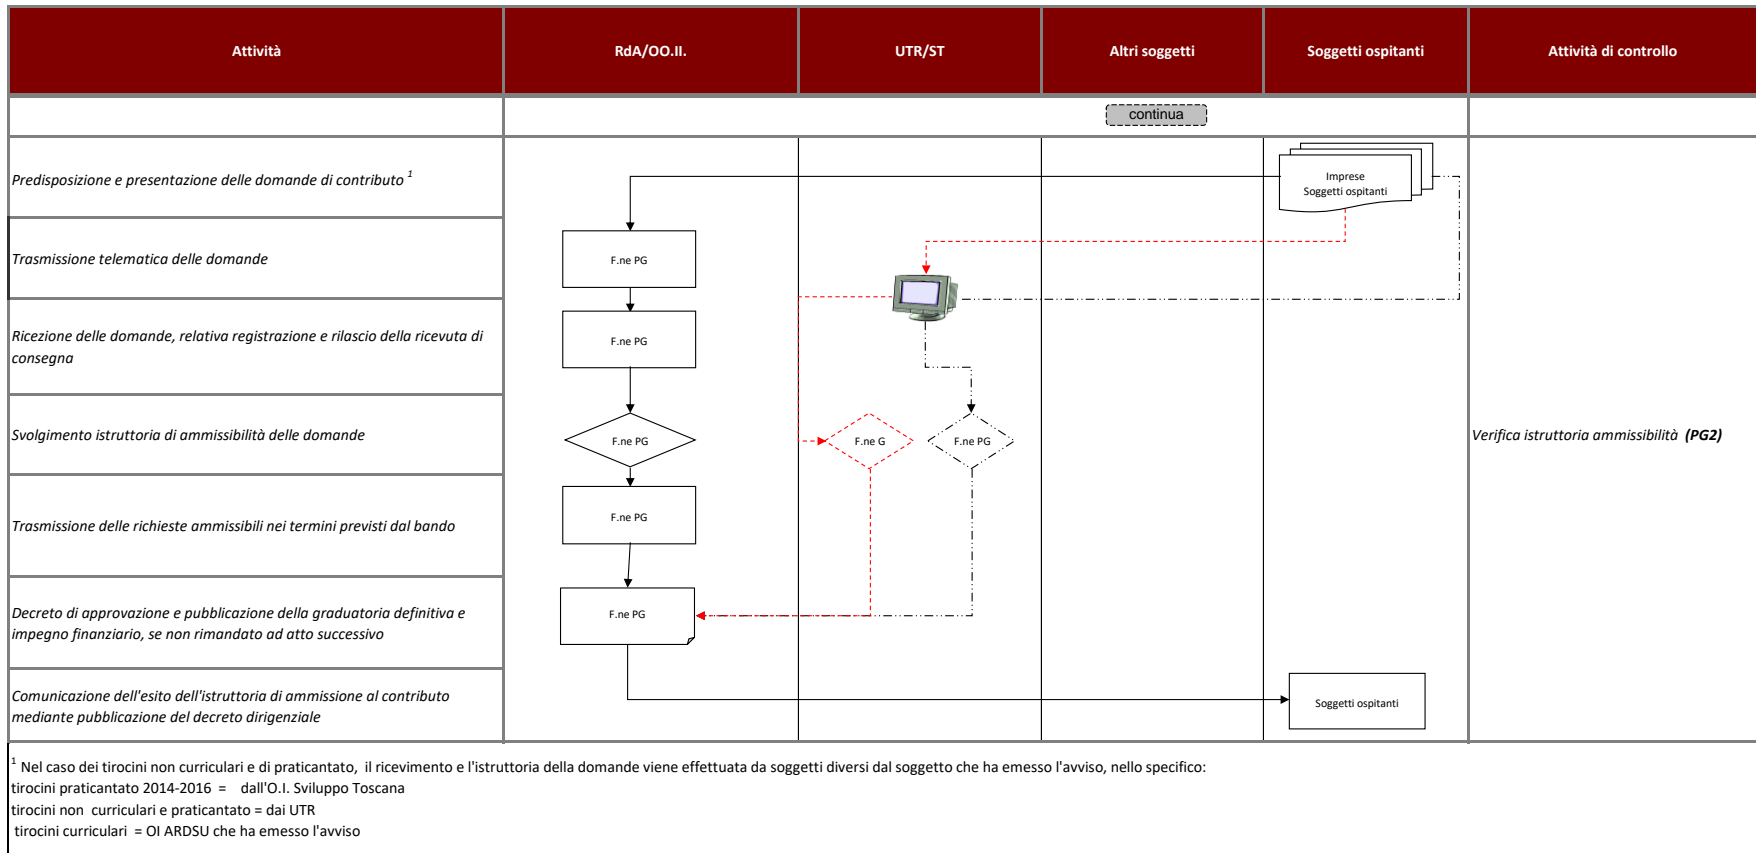 Attività
RdA/OO.II.
UTR/ST
Altri soggetti
Soggetti ospitanti
Attività di controllo
continua
Predisposizione e presentazione delle domande di contributo 1
Imprese
Soggetti ospitanti
Trasmissione telematica delle domande
F.ne PG
Ricezione delle domande, relativa registrazione e rilascio della ricevuta di
consegna
F.ne PG
Svolgimento istruttoria di ammissibilità delle domande
F.ne PG
F.ne G
F.ne PG
Verifica istruttoria ammissibilità (PG2)
Trasmissione delle richieste ammissibili nei termini previsti dal bando
F.ne PG
Decreto di approvazione e pubblicazione della graduatoria definitiva e
impegno finanziario, se non rimandato ad atto successivo
F.ne PG
Comunicazione dell'esito dell'istruttoria di ammissione al contributo
mediante pubblicazione del decreto dirigenziale
Soggetti ospitanti
1 Nel caso dei tirocini non curriculari e di praticantato, il ricevimento e l'istruttoria della domande viene effettuata da soggetti diversi dal soggetto che ha emesso l'avviso, nello specifico:
tirocini praticantato 2014-2016 = dall'O.I. Sviluppo Toscana
tirocini non curriculari e praticantato = dai UTR
tirocini curriculari = OI ARDSU che ha emesso l'avviso